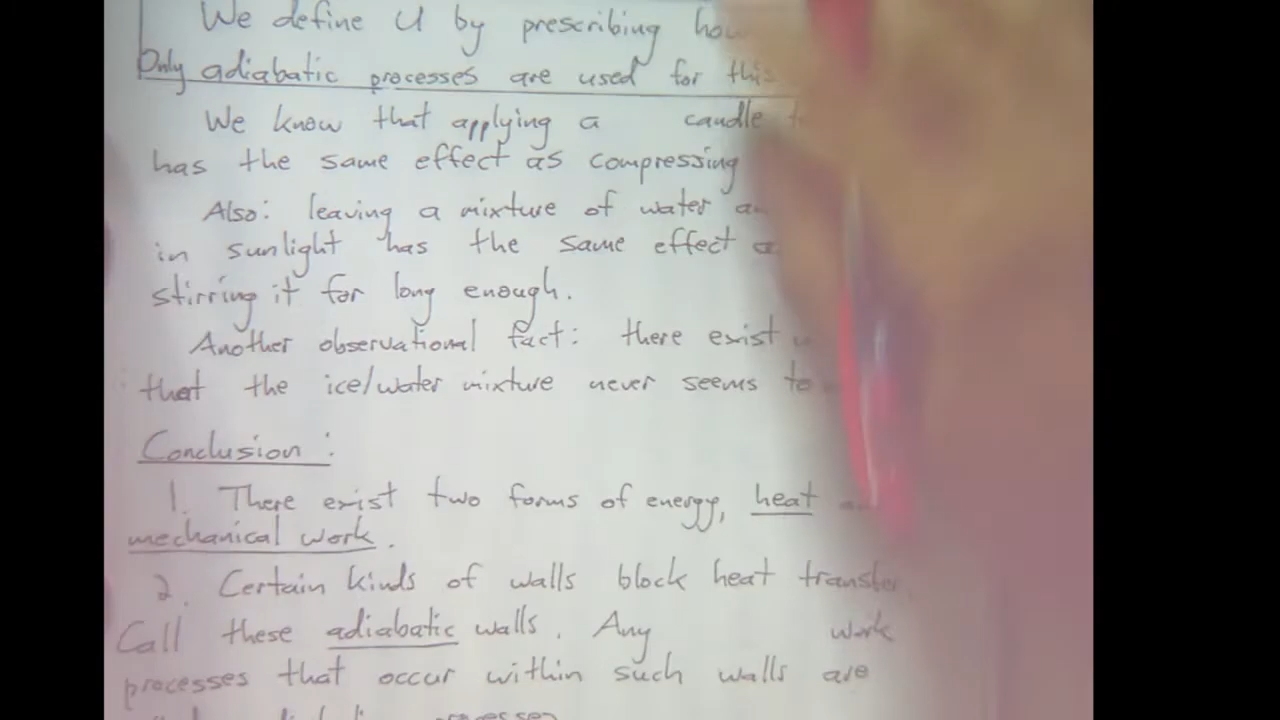 We define U by prescribing how
Only adiabatic processes are used for this
We know that applying a candle
has the same effect as compressing
Also: leaving a mixture of water
in sunlight has the same effect
stirring it for long enough.
Another observational fact: there exist
that the ice/water mixture never seems to
Conclusion:
1. There exist two forms of energy, heat
mechanical work.
2. Certain kinds of walls block heat transfer.
Call these adiabatic walls. Any work
processes that occur within such walls are
processes